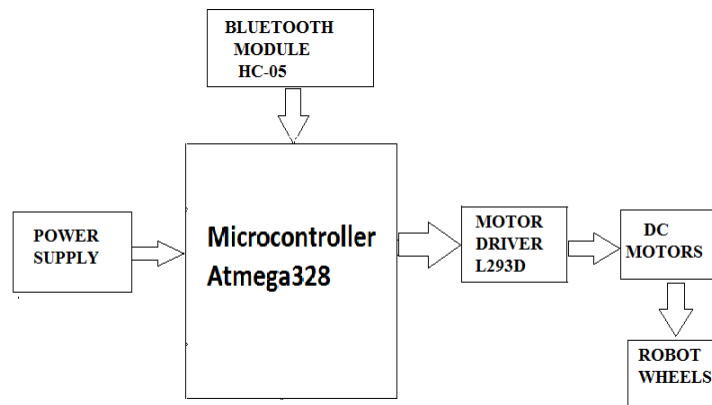 BLUETOOTH
MODULE
HC-05
POWER
SUPPLY
Microcontroller
Atmega328
MOTOR
DRIVER
L293D
DC
MOTORS
ROBOT
WHEELS